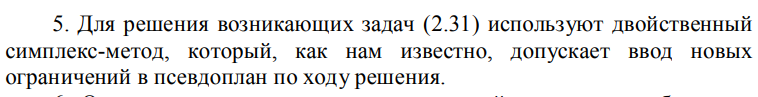 5. Для решения возникающих задач (2.31) используют двойственный
симплекс-метод, который, как нам известно, допускает ввод новых
ограничений в псевдоплан по ходу решения.